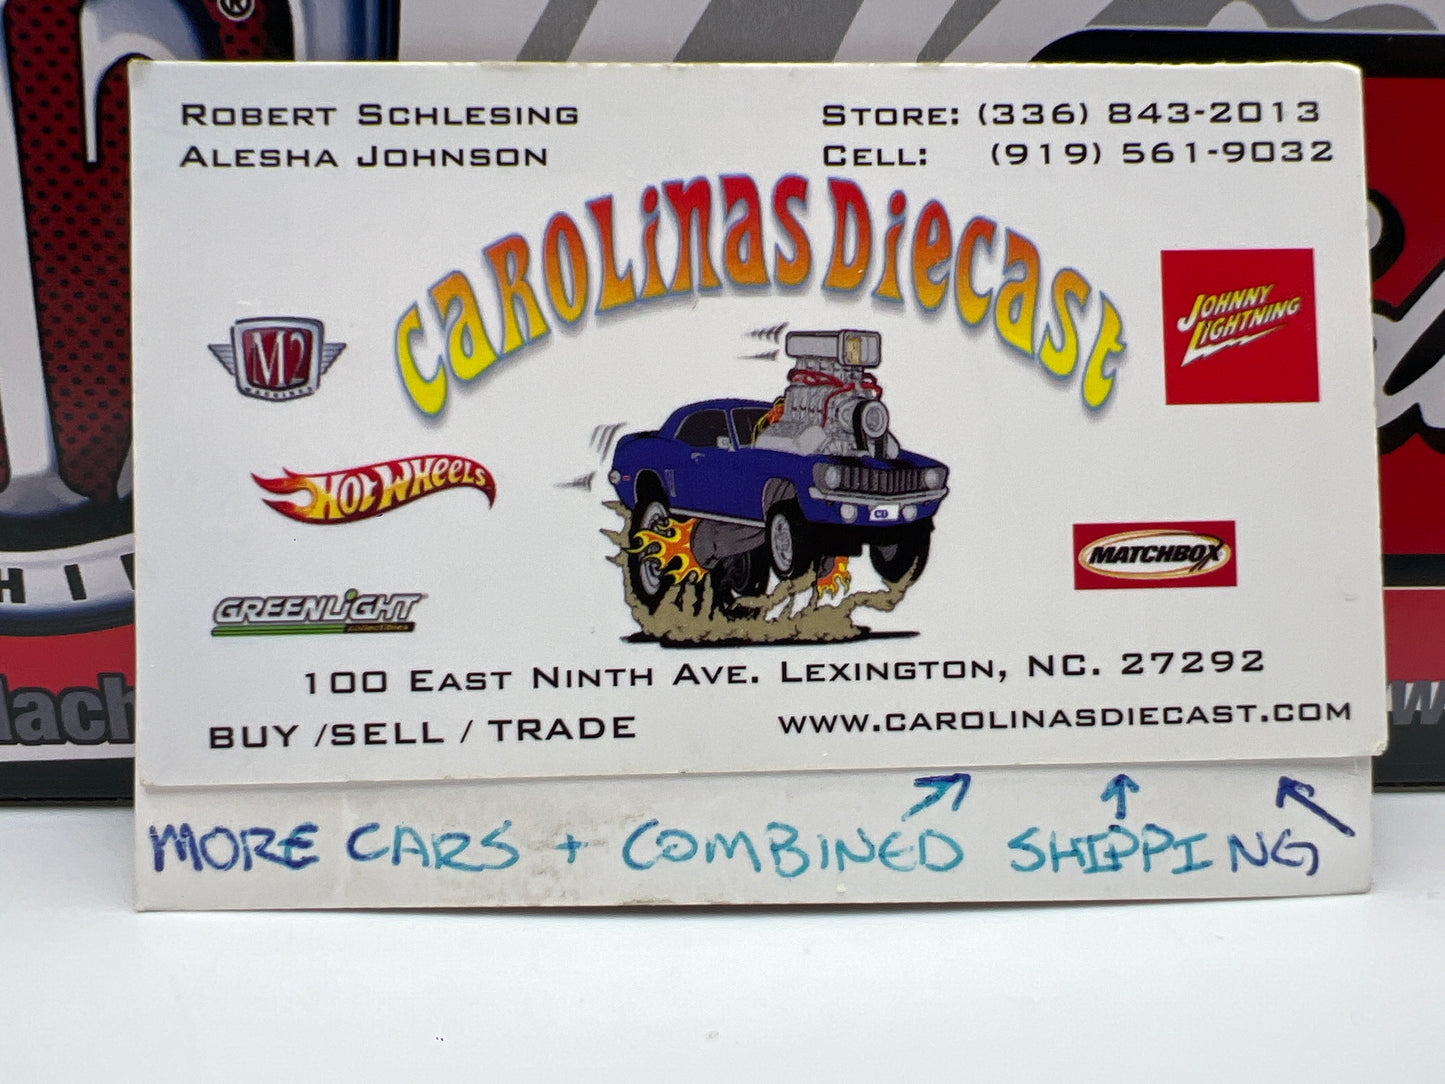 ROBERT SCHLESING
ALESHA JOHNSON
STORE: (336) 843-2013
CELL: (919) 561-9032
CAROLINAS DIECAST
M2
MACHINES
JOHNNY
LIGHTNING
HOT WHEELS
MATCHBOX
GREENLIGHT
collectibles
100 EAST NINTH AVE. LEXINGTON, NC. 27292
BUY /SELL / TRADE
WWW.CAROLINASDIECAST.COM
MORE CARS + COMBINED SHIPPING